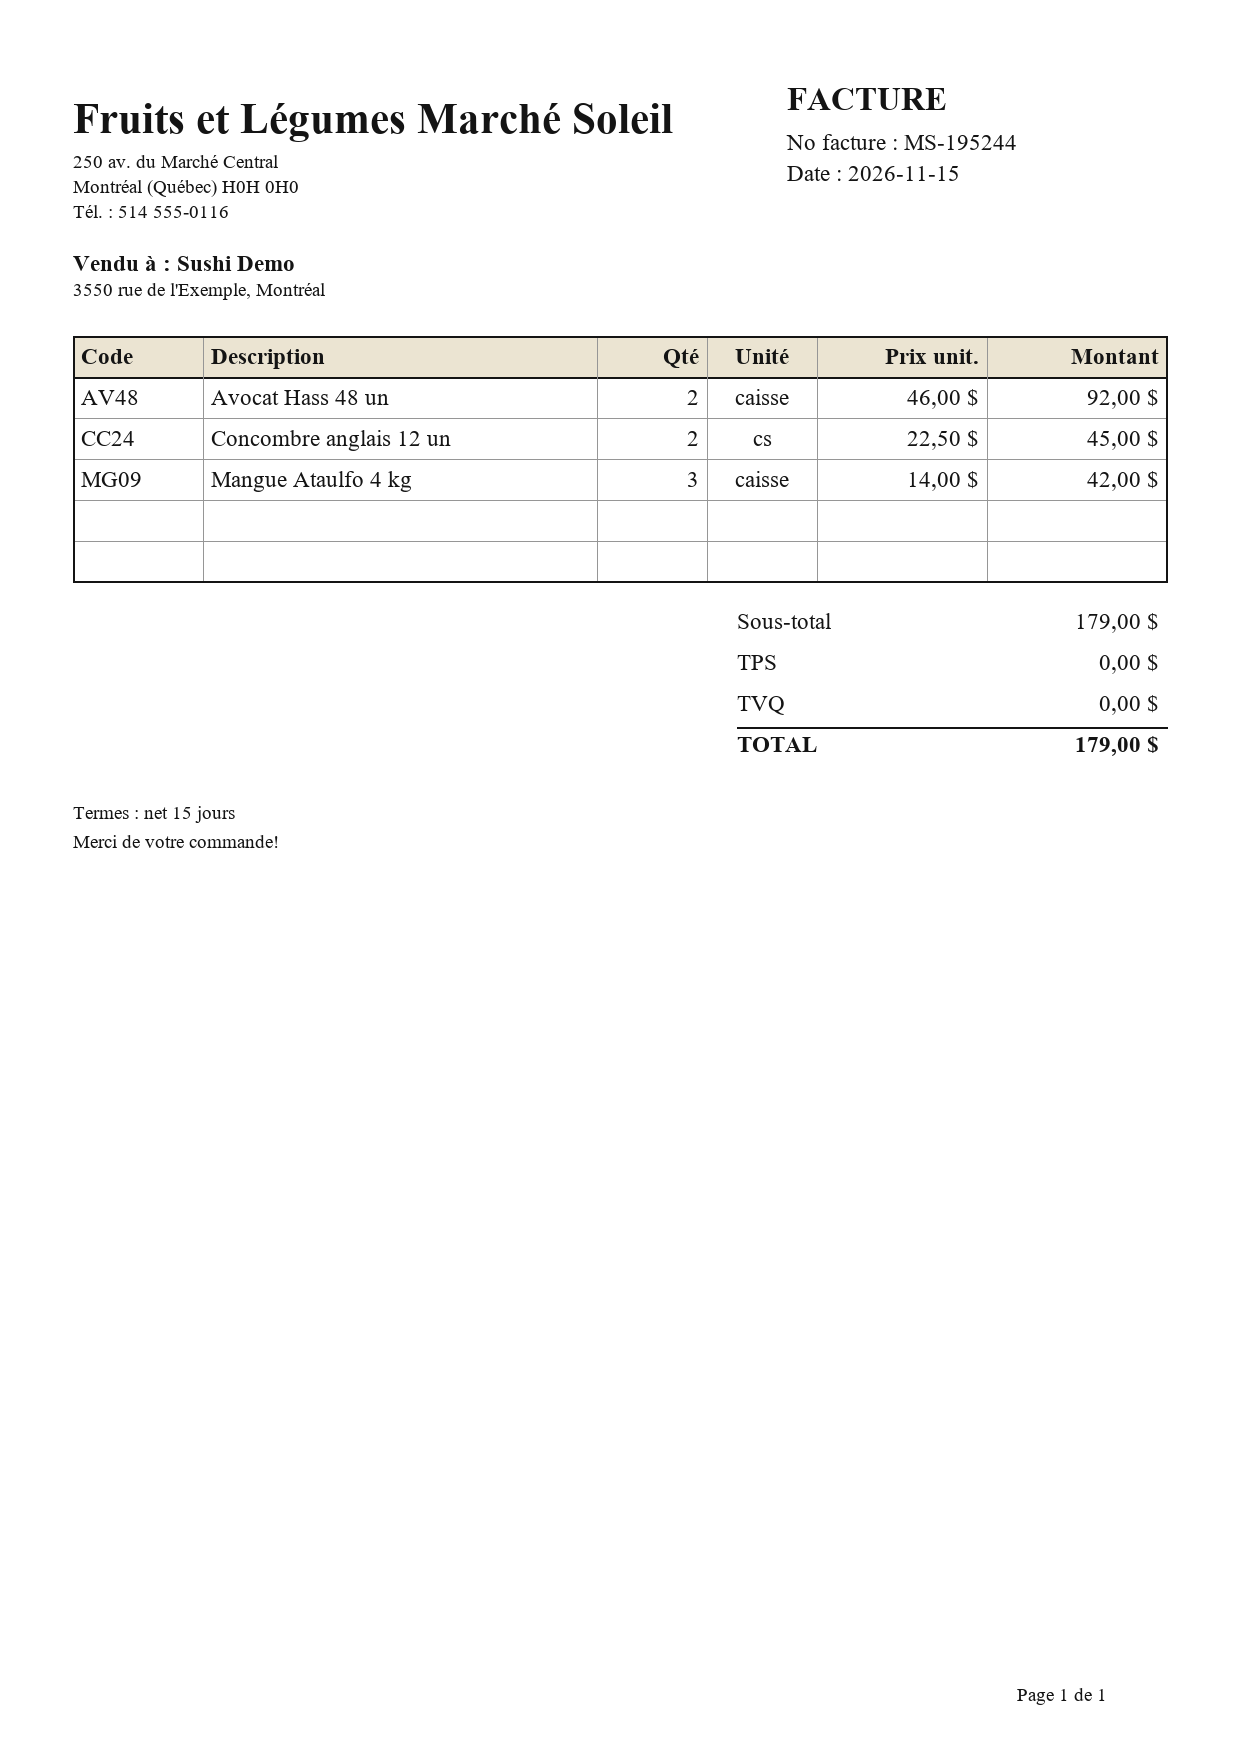 Fruits et Légumes Marché Soleil
250 av. du Marché Central
Montréal (Québec) H0H 0H0
Tél. : 514 555-0116
FACTURE
No facture : MS-195244
Date : 2026-11-15
Vendu à : Sushi Demo
3550 rue de l'Exemple, Montréal
Code Description Qté Unité Prix unit. Montant
AV48 Avocat Hass 48 un 2 caisse 46,00 $ 92,00 $
CC24 Concombre anglais 12 un 2 cs 22,50 $ 45,00 $
MG09 Mangue Ataulfo 4 kg 3 caisse 14,00 $ 42,00 $
Sous-total 179,00 $
TPS 0,00 $
TVQ 0,00 $
TOTAL 179,00 $
Termes : net 15 jours
Merci de votre commande!
Page 1 de 1